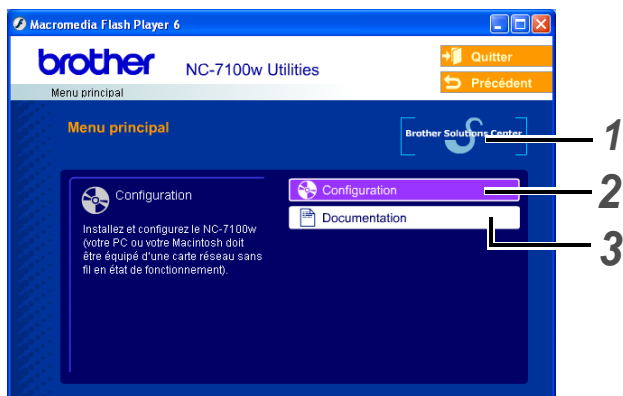 Macromedia Flash Player 6
brother
NC-7100w Utilities
Quitter
Précédent
Menu principal
Menu principal
Brother Solutions Center
1
Configuration
Configuration
2
Documentation
3
Installez et configurez le NC-7100w
(votre PC ou votre
Macintosh doit
être équipé d'une
carte réseau sans
fil en état de fonctionnement).